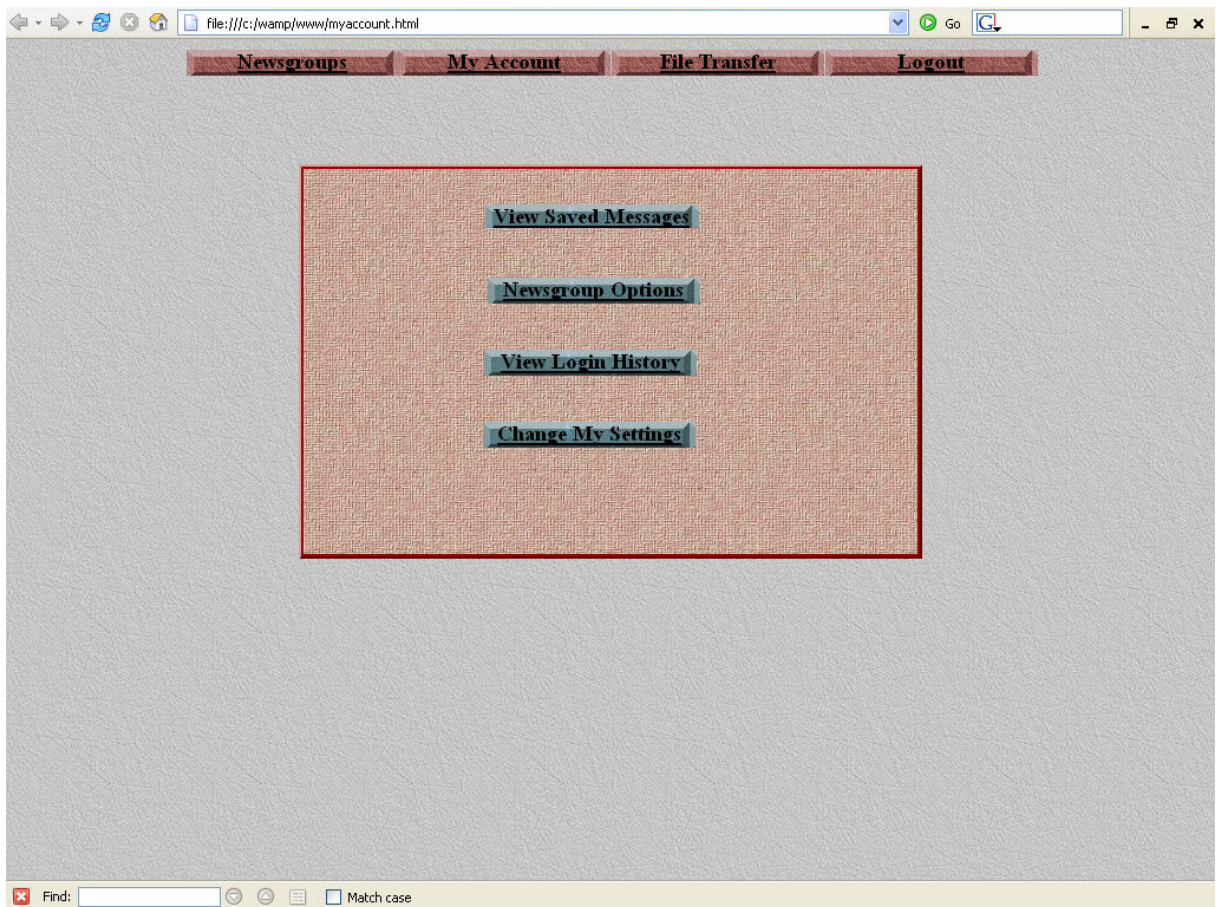 file:///c:/wamp/www/myaccount.html Go G
Newsgroups My Account File Transfer Logout
View Saved Messages
Newsgroup Options
View Login History
Change My Settings
Find: Match case